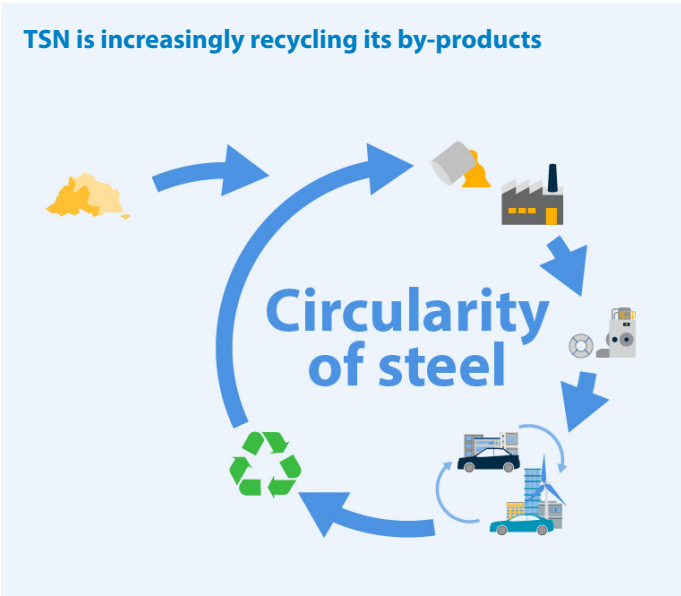 TSN is increasingly recycling its by-products
Circularity
of steel